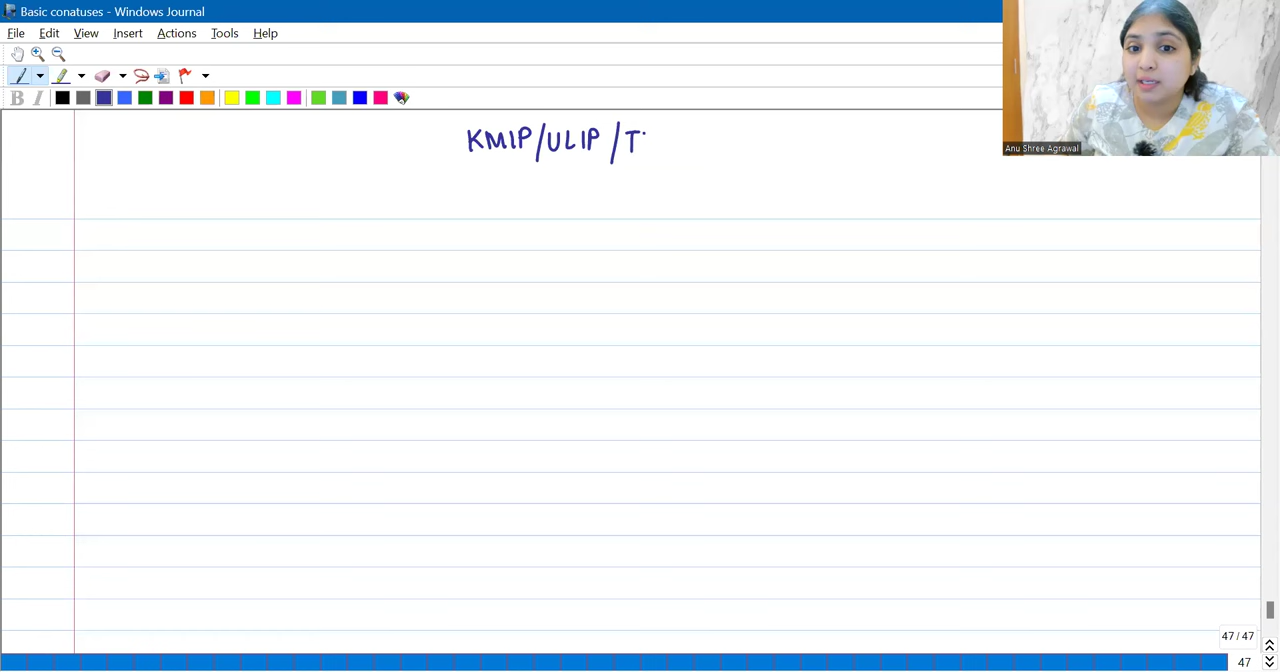 Basic conatuses - Windows Journal
File Edit View Insert Actions Tools Help
B I
KMIP/ULIP/T
Anu Shree Agrawal
47 / 47
47